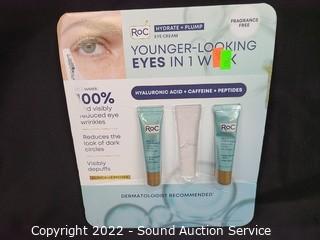 RoC
HYDRATE + PLUMP
EYE CREAM
FRAGRANCE
FREE
YOUNGER-LOOKING
EYES IN 1
HYALURONIC ACID + CAFFEINE + PEPTIDES
100%
visibly
reduced eye
wrinkles
Reduces
the look of dark
circles
Visibly
depuffs
RoC
RoC
DERMATOLOGIST RECOMMENDED
Copyright 2022 - Sound Auction Service